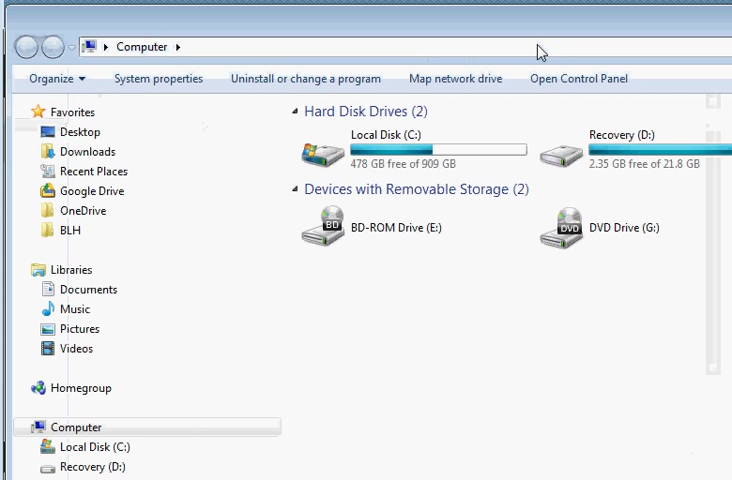 Computer
Organize
System properties
Uninstall or change a program
Map network drive
Open Control Panel
Favorites
Desktop
Downloads
Recent Places
Google Drive
OneDrive
BLH
Libraries
Documents
Music
Pictures
Videos
Homegroup
Computer
Local Disk (C:)
Recovery (D:)
Hard Disk Drives (2)
Local Disk (C:)
478 GB free of 909 GB
Recovery (D:)
2.35 GB free of 21.8 GB
Devices with Removable Storage (2)
BD
BD-ROM Drive (E:)
DVD
DVD Drive (G:)